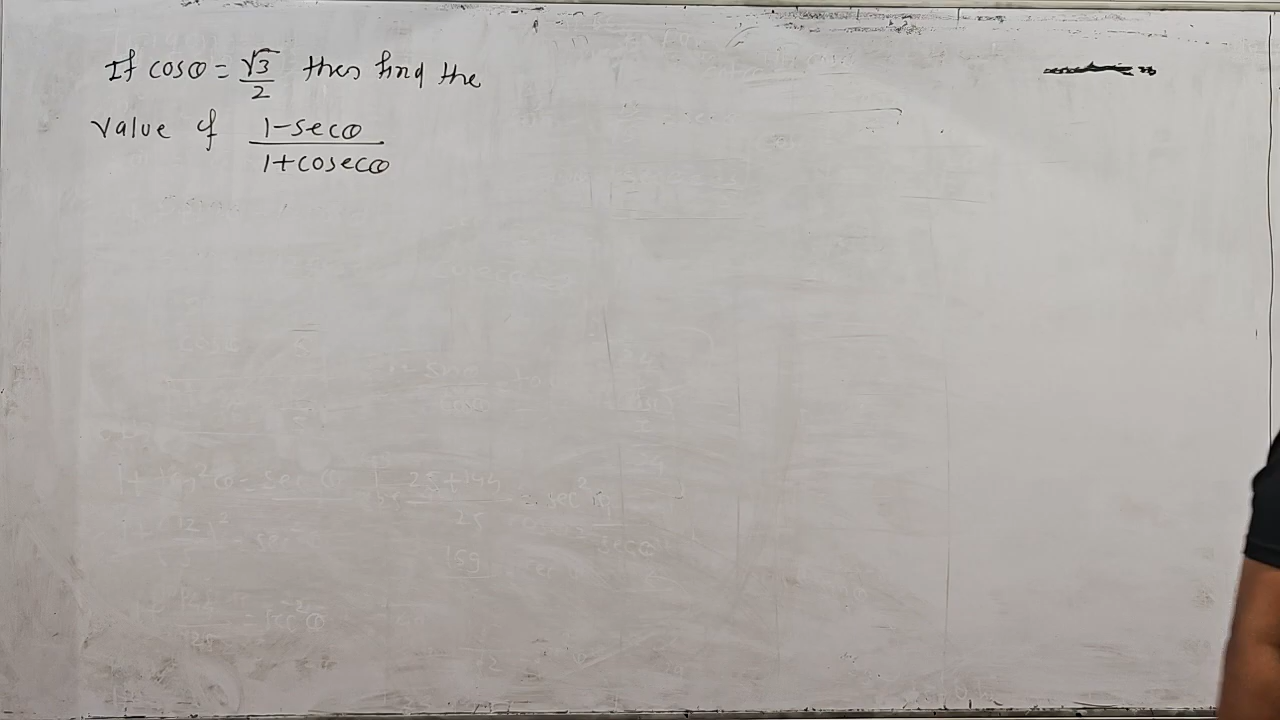 If cosθ = √3/2 then find the
value of (1-secθ)/(1+cosecθ)